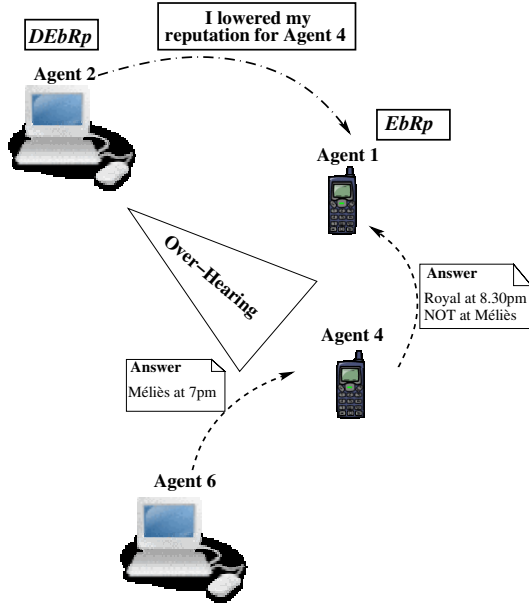 I lowered my
reputation for Agent 4
DEbRp
Agent 2
EbRp
Agent 1
Over-Hearing
Answer
Royal at 8.30pm
NOT at Méliès
Agent 4
Answer
Méliès at 7pm
Agent 6